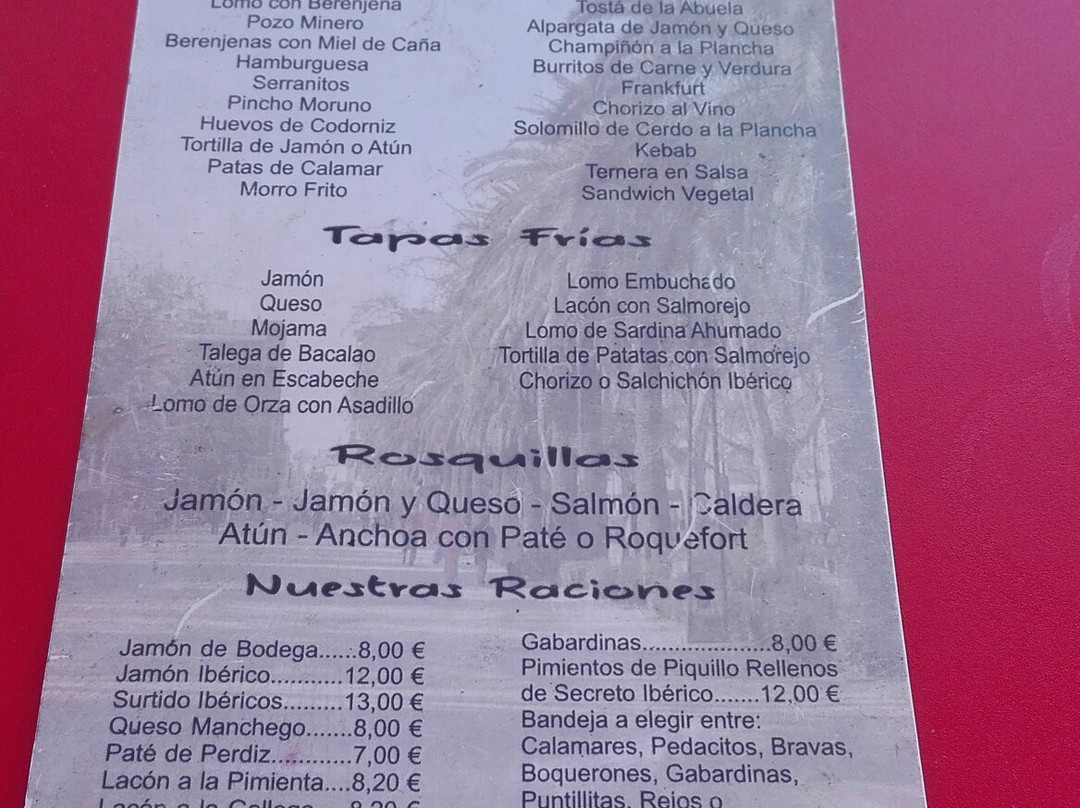 Lomo con Berenjena
Pozo Minero
Berenjenas con Miel de Caña
Hamburguesa
Serranitos
Pincho Moruno
Huevos de Codorniz
Tortilla de Jamón o Atún
Patas de Calamar
Morro Frito
Tostá de la Abuela
Alpargata de Jamón y Queso
Champiñón a la Plancha
Burritos de Carne y Verdura
Frankfurt
Chorizo al Vino
Solomillo de Cerdo a la Plancha
Kebab
Ternera en Salsa
Sandwich Vegetal
Tapas Frías
Jamón
Queso
Mojama
Talega de Bacalao
Atún en Escabeche
Lomo de Orza con Asadillo
Lomo Embuchado
Lacón con Salmorejo
Lomo de Sardina Ahumado
Tortilla de Patatas con Salmorejo
Chorizo o Salchichón Ibérico
Rosquillas
Jamón - Jamón y Queso - Salmón - Caldera
Atún - Anchoa con Paté o Roquefort
Nuestras Raciones
Jamón de Bodega......8,00 €
Jamón Ibérico...........12,00 €
Surtido Ibéricos.........13,00 €
Queso Manchego.......8,00 €
Paté de Perdiz............7,00 €
Lacón a la Pimienta....8,20 €
Lacón a la Gallega 8,20 €
Gabardinas.....................8,00 €
Pimientos de Piquillo Rellenos
de Secreto Ibérico.......12,00 €
Bandeja a elegir entre:
Calamares, Pedacitos, Bravas,
Boquerones, Gabardinas,
Puntillitas, Rejos o